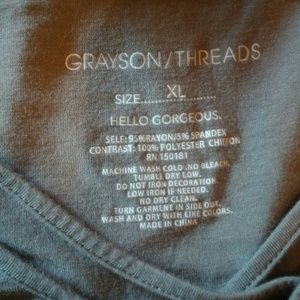 GRAYSON/THREADS
SIZE............XL
HELLO GORGEOUS.
SELF: 95%RAYON/5% SPANDEX
CONTRAST: 100% POLYESTER CHIFFON
RN 150181
MACHINE WASH COLD .NO BLEACH.
TUMBLE DRY LOW.
DO NOT IRON DECORATION.
LOW IRON IF NEEDED.
NO DRY CLEAN.
TURN GARMENT IN SIDE OUT.
WASH AND DRY WITH LIKE COLORS.
MADE IN CHINA